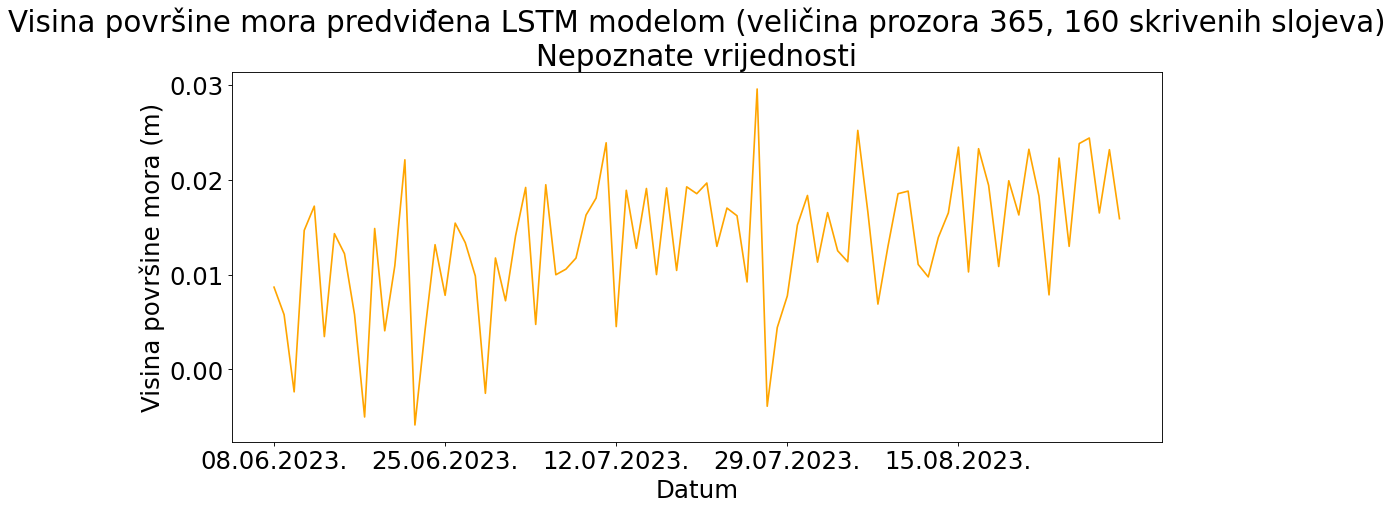 Visina površine mora predviđena LSTM modelom (veličina prozora 365, 160 skrivenih slojeva)
Nepoznate vrijednosti
Visina površine mora (m)
0.03
0.02
0.01
0.00
08.06.2023.
25.06.2023.
12.07.2023.
29.07.2023.
15.08.2023.
Datum